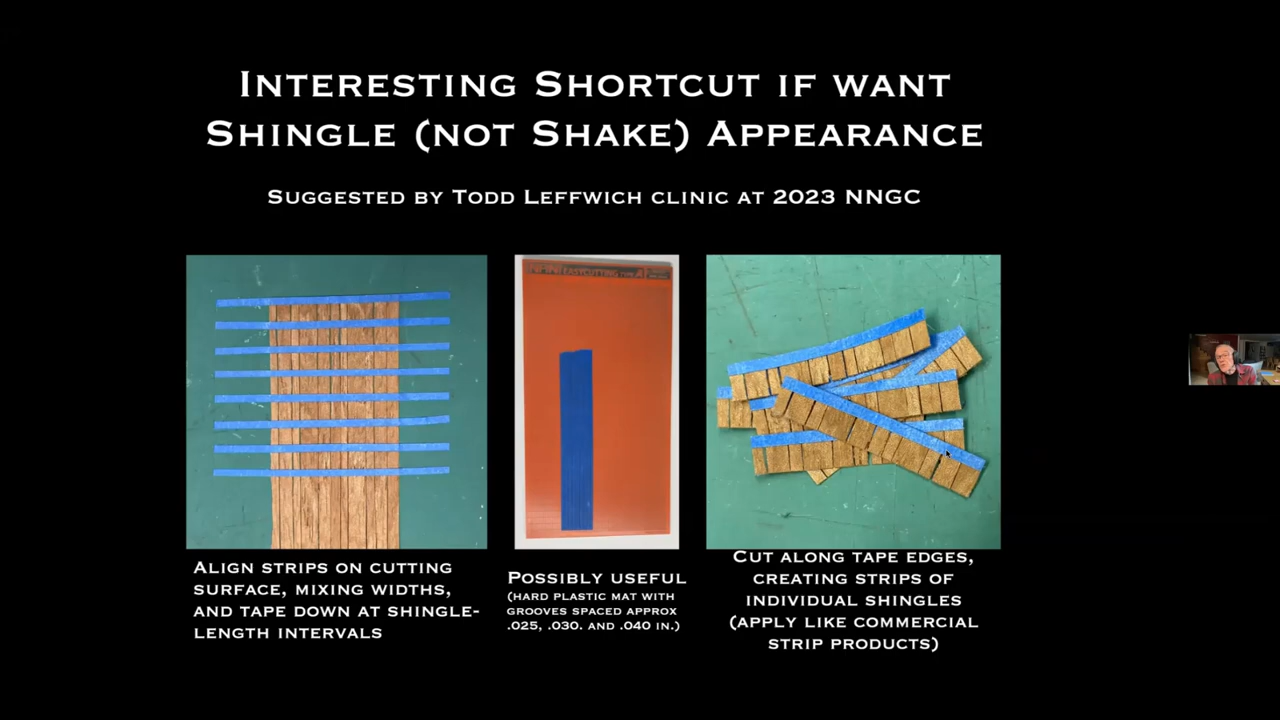 Interesting Shortcut if want
Shingle (not Shake) Appearance
Suggested by Todd Leffwich clinic at 2023 NNGC
EASYCUTTING TYPE A
Align strips on cutting
surface, mixing widths,
and tape down at shingle-
length intervals
Possibly useful
(hard plastic mat with
grooves spaced approx
.025, .030. and .040 in.)
Cut along tape edges,
creating strips of
individual shingles
(apply like commercial
strip products)